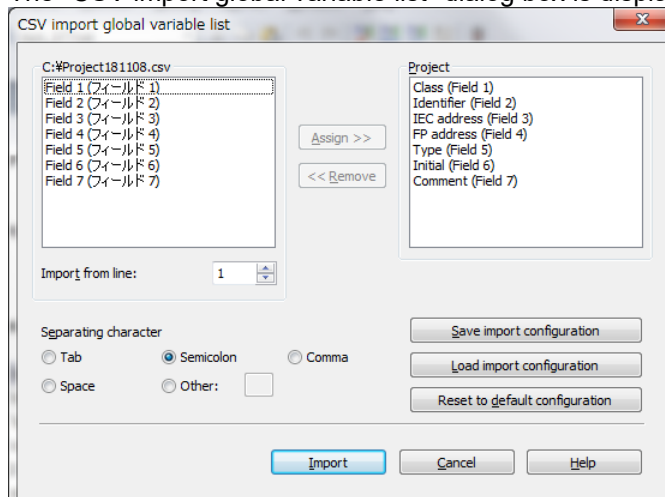 CSV import global variable list
C:¥Project181108.csv
Field 1 (フィールド 1)
Field 2 (フィールド 2)
Field 3 (フィールド 3)
Field 4 (フィールド 4)
Field 5 (フィールド 5)
Field 6 (フィールド 6)
Field 7 (フィールド 7)
Import from line:
1
Assign >>
<< Remove
Project
Class (Field 1)
Identifier (Field 2)
IEC address (Field 3)
FP address (Field 4)
Type (Field 5)
Initial (Field 6)
Comment (Field 7)
Separating character
Tab
Semicolon
Comma
Space
Other:
Save import configuration
Load import configuration
Reset to default configuration
Import
Cancel
Help